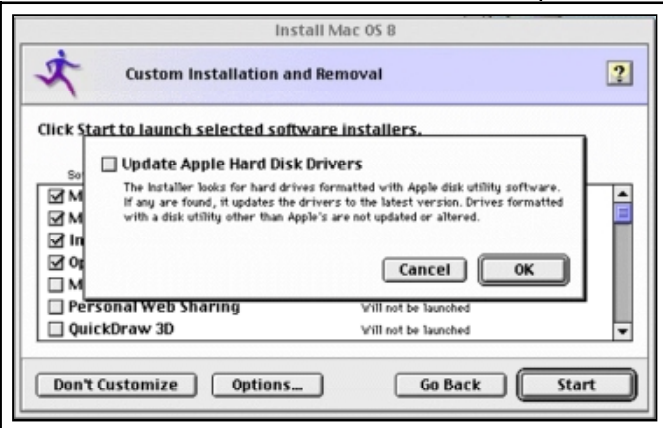 Install Mac OS 8
Custom Installation and Removal
?
Click Start to launch selected software installers.
So
Update Apple Hard Disk Drivers
The Installer looks for hard drives formatted with Apple disk utility software.
If any are found, it updates the drivers to the latest version. Drives formatted
with a disk utility other than Apple's are not updated or altered.
M
M
In
Op
M
Cancel OK
Personal Web Sharing Will not be launched
QuickDraw 3D Will not be launched
Don't Customize Options... Go Back Start